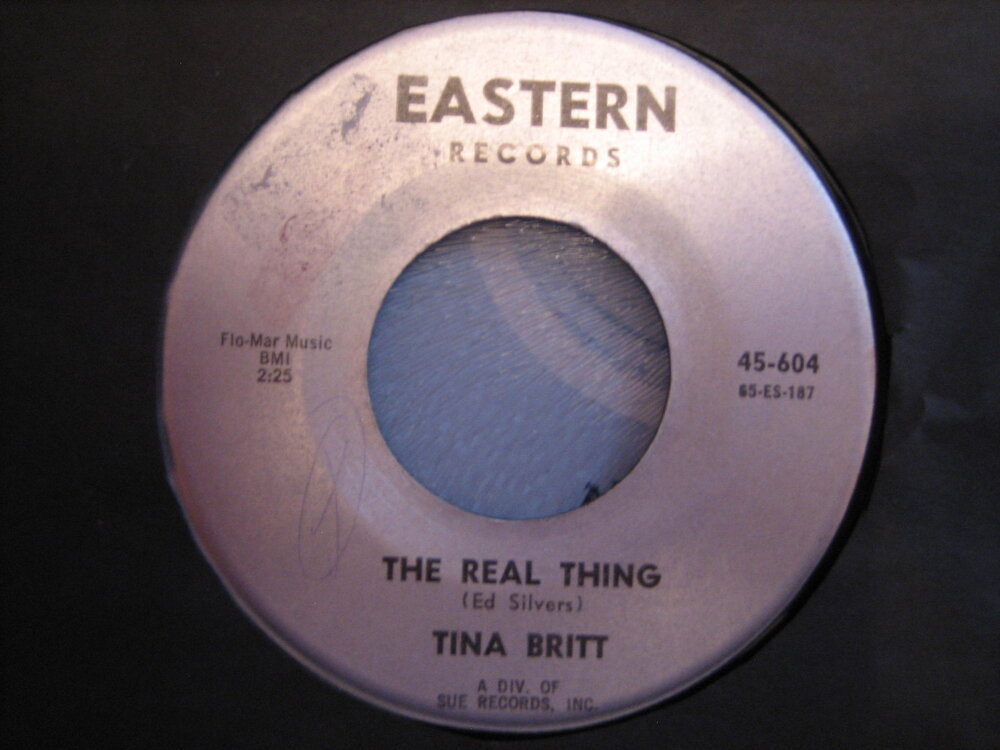 EASTERN
RECORDS
Flo-Mar Music
BMI
2:25
45-604
65-ES-187
THE REAL THING
(Ed Silvers)
TINA BRITT
A DIV. OF
SUE RECORDS, INC.